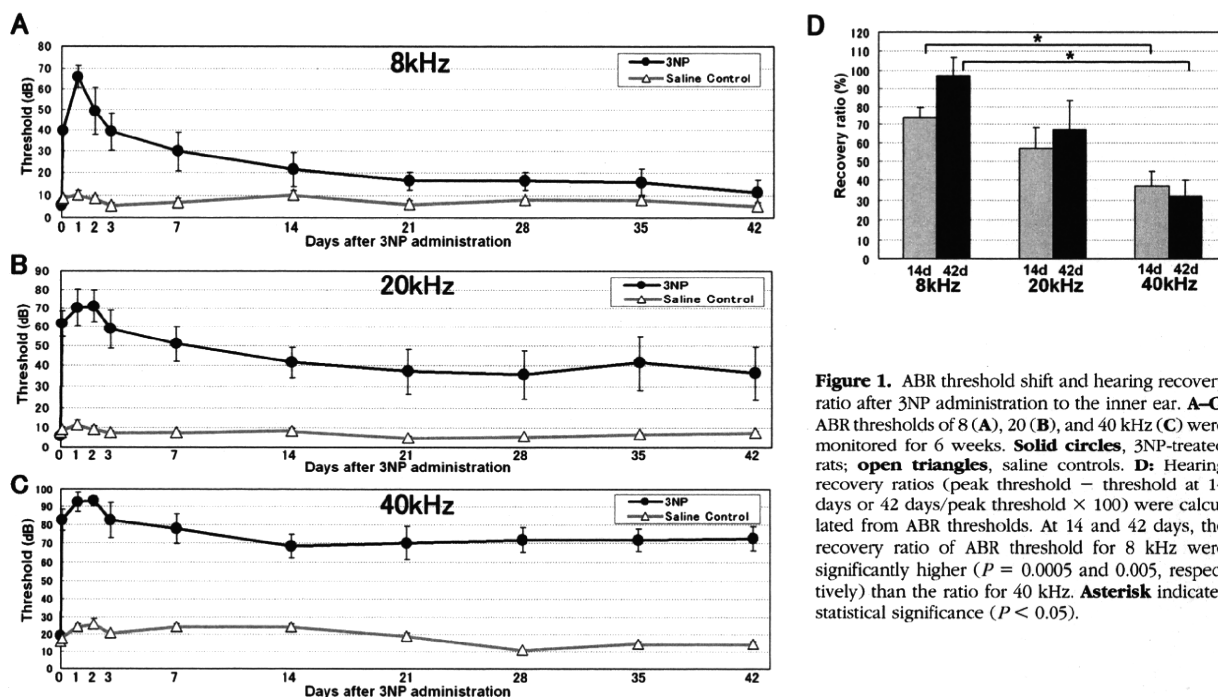 A
8kHz
3NP
Saline Control
Threshold (dB)
80
70
60
50
40
30
20
10
0
0 1 2 3 7 14 21 28 35 42
Days after 3NP administration
B
20kHz
3NP
Saline Control
Threshold (dB)
90
80
70
60
50
40
30
20
10
0
0 1 2 3 7 14 21 28 35 42
Days after 3NP administration
C
40kHz
3NP
Saline Control
Threshold (dB)
100
90
80
70
60
50
40
30
20
10
0
0 1 2 3 7 14 21 28 35 42
Days after 3NP administration
D
Recovery ratio (%)
120
110
100
90
80
70
60
50
40
30
20
10
0
*
*
14d 42d 14d 42d 14d 42d
8kHz 20kHz 40kHz
Figure 1. ABR threshold shift and hearing recover
ratio after 3NP administration to the inner ear. A–C
ABR thresholds of 8 (A), 20 (B), and 40 kHz (C) were
monitored for 6 weeks. Solid circles, 3NP-treated
rats; open triangles, saline controls. D: Hearing
recovery ratios (peak threshold − threshold at 1
days or 42 days/peak threshold × 100) were calcu
lated from ABR thresholds. At 14 and 42 days, the
recovery ratio of ABR threshold for 8 kHz were
significantly higher (P = 0.0005 and 0.005, respec
tively) than the ratio for 40 kHz. Asterisk indicate
statistical significance (P < 0.05).